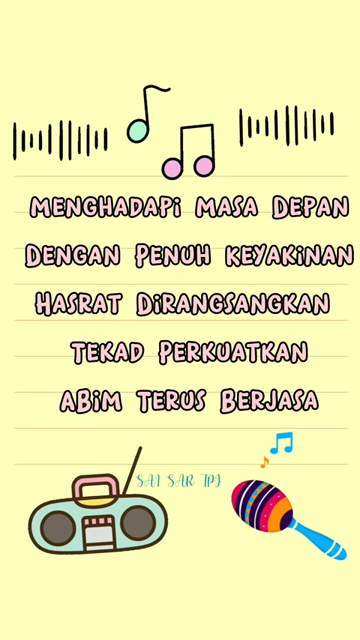 MENGHADAPI MASA DEPAN
DENGAN PENUH KEYAKINAN
HASRAT DIRANGSANGKAN
TEKAD PERKUATKAN
ABIM TERUS BERJASA
SAI SAR TPJ